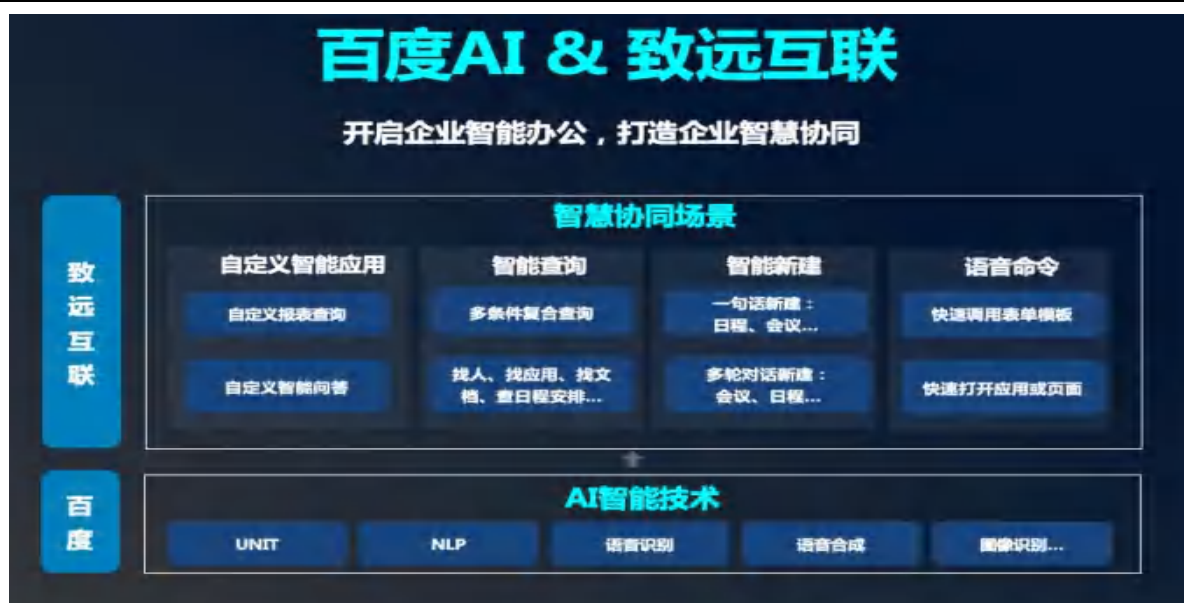 百度AI & 致远互联
开启企业智能办公，打造企业智慧协同
致远互联
智慧协同场景
自定义智能应用
智能查询
智能新建
语音命令
自定义报表查询
多条件复合查询
一句话新建：
日程、会议...
快速调用表单模板
自定义智能问答
找人、找应用、找文
档、查日程安排...
多轮对话新建：
会议、日程...
快速打开应用或页面
+
百度
AI智能技术
UNIT
NLP
语音识别
语音合成
图像识别...